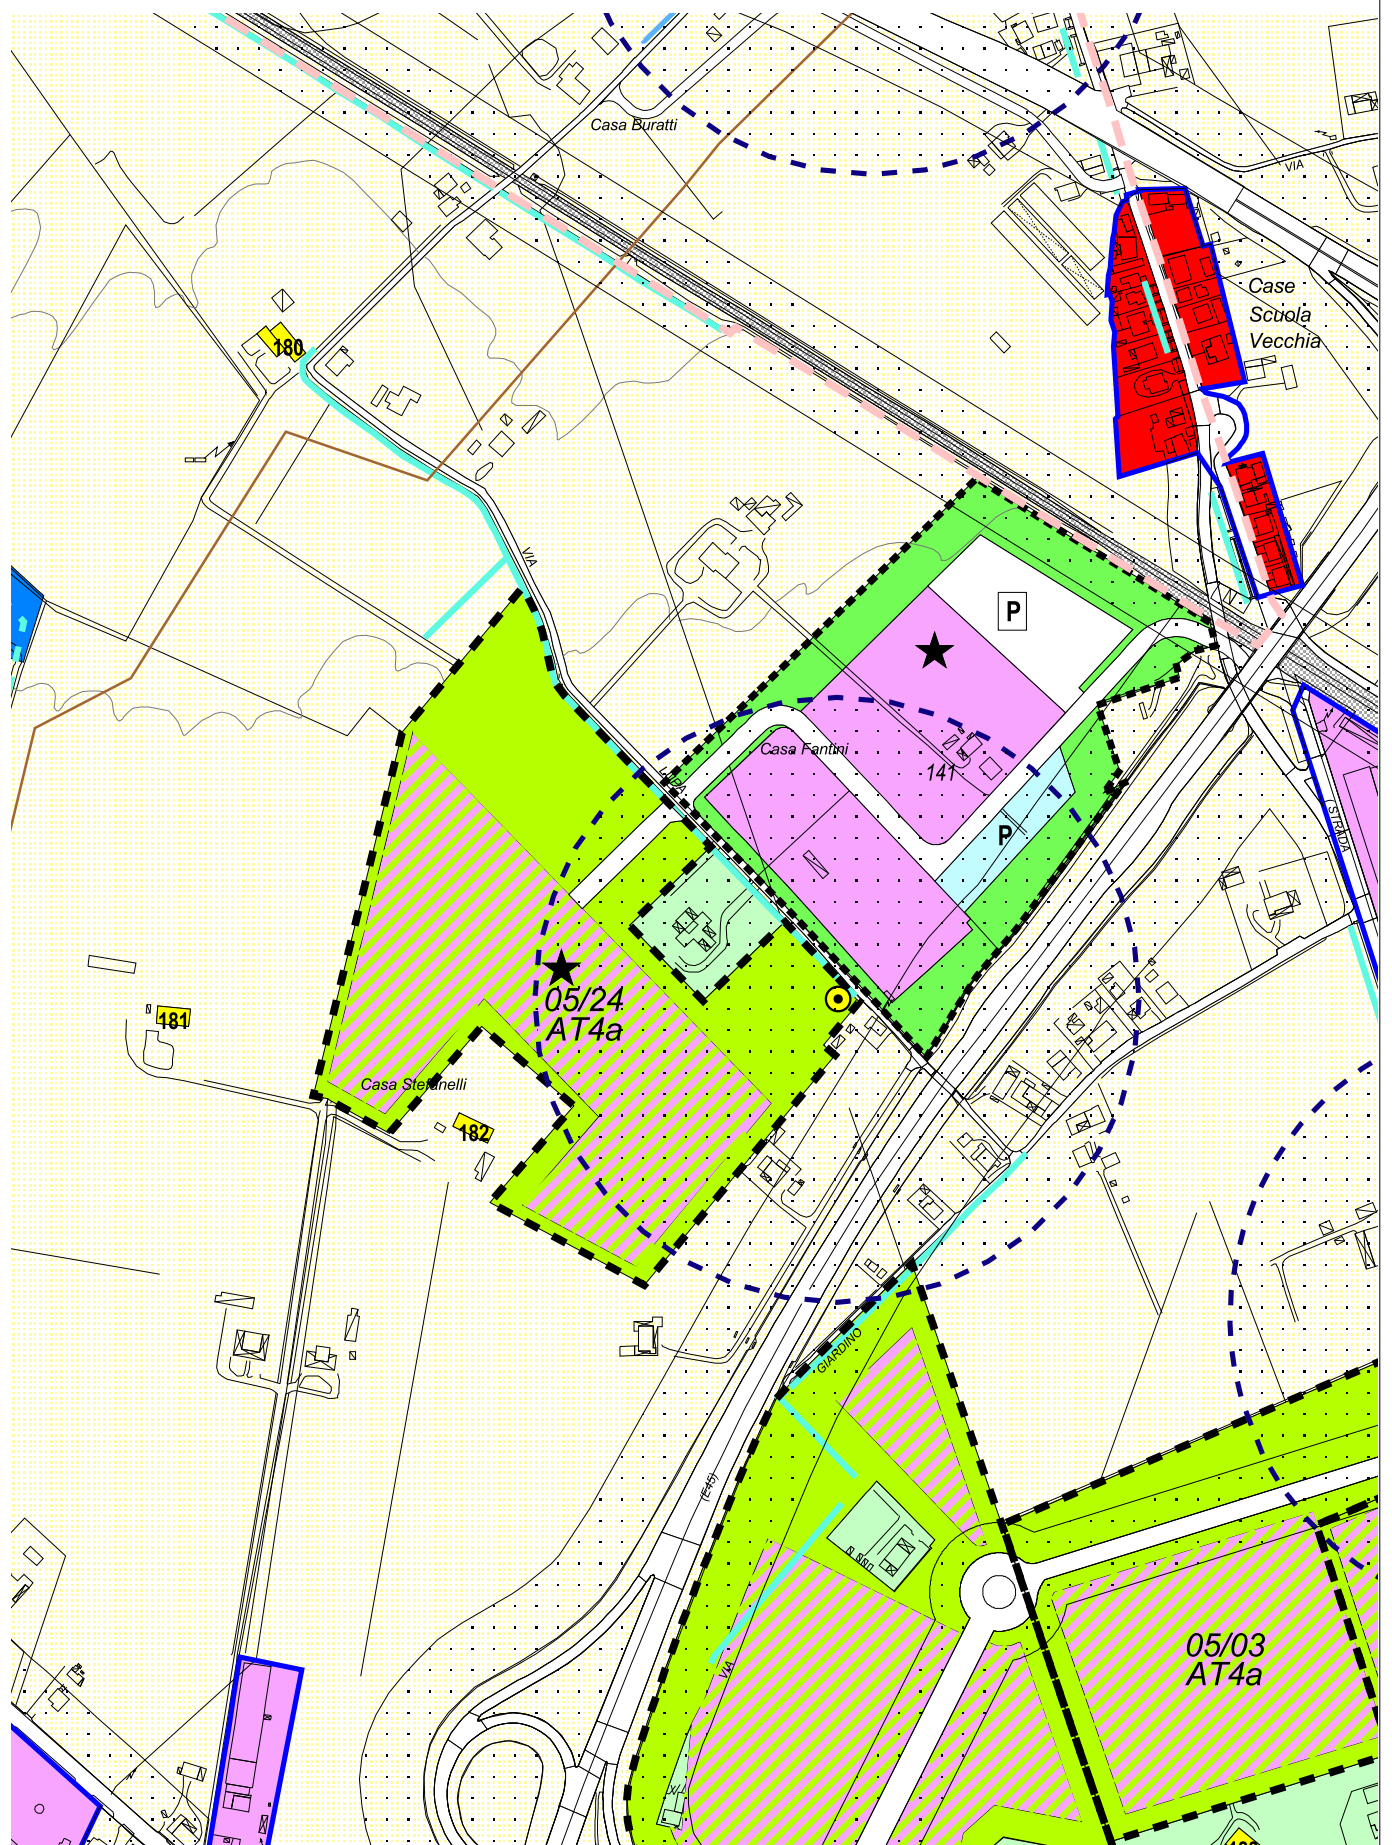 Casa Buratti
VIA
Case
Scuola
Vecchia
180
VIA
P
Casa Fantini
141
P
STRADA
05/24
AT4a
181
Casa Stefanelli
182
GIARDINO
(E45)
05/03
AT4a
VIA